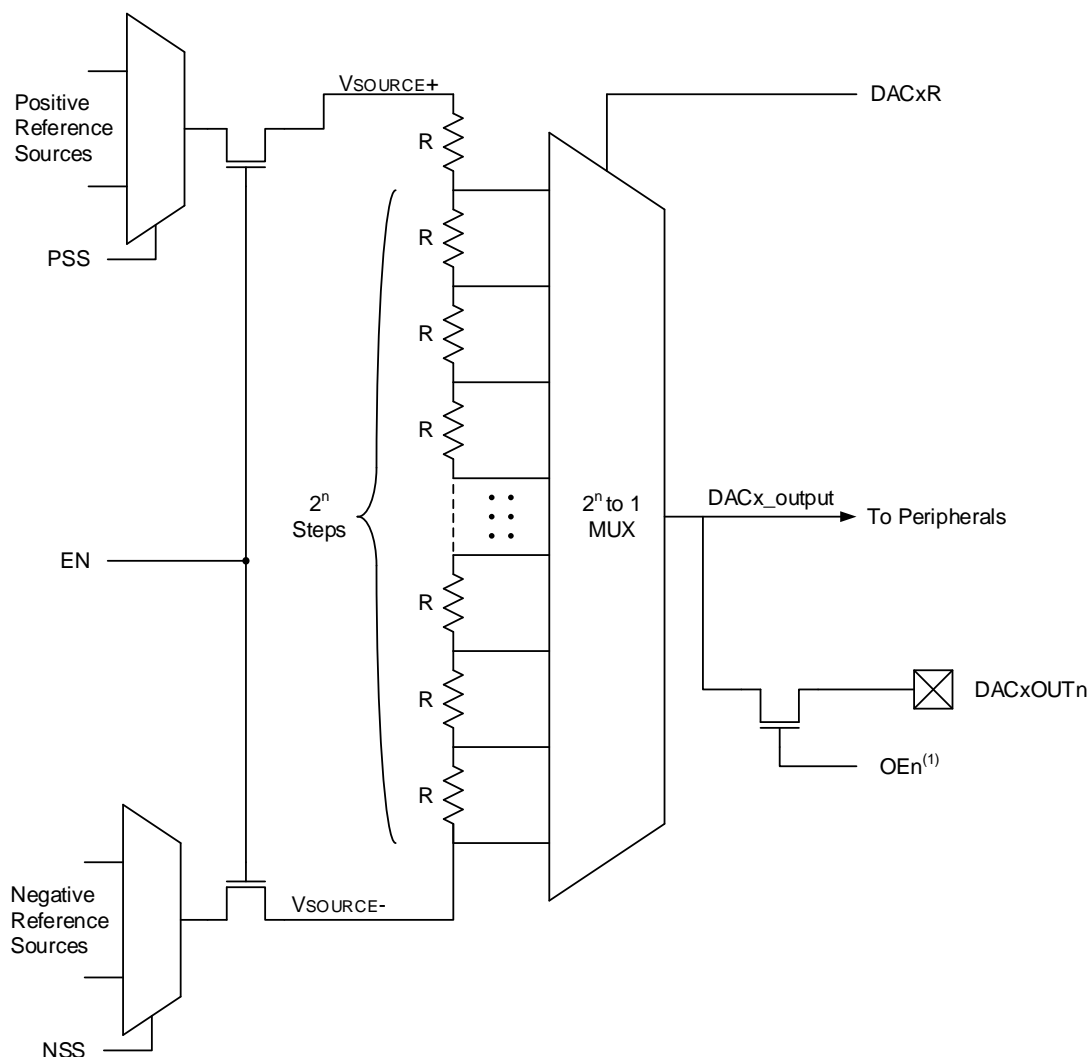 VSOURCE+
DACxR
Positive
Reference
Sources
R
R
PSS
R
R
2ⁿ
Steps
2ⁿ to 1
MUX
DACx_output
To Peripherals
EN
R
R
DACxOUTn
OEn⁽¹⁾
R
Negative
Reference
Sources
VSOURCE-
NSS